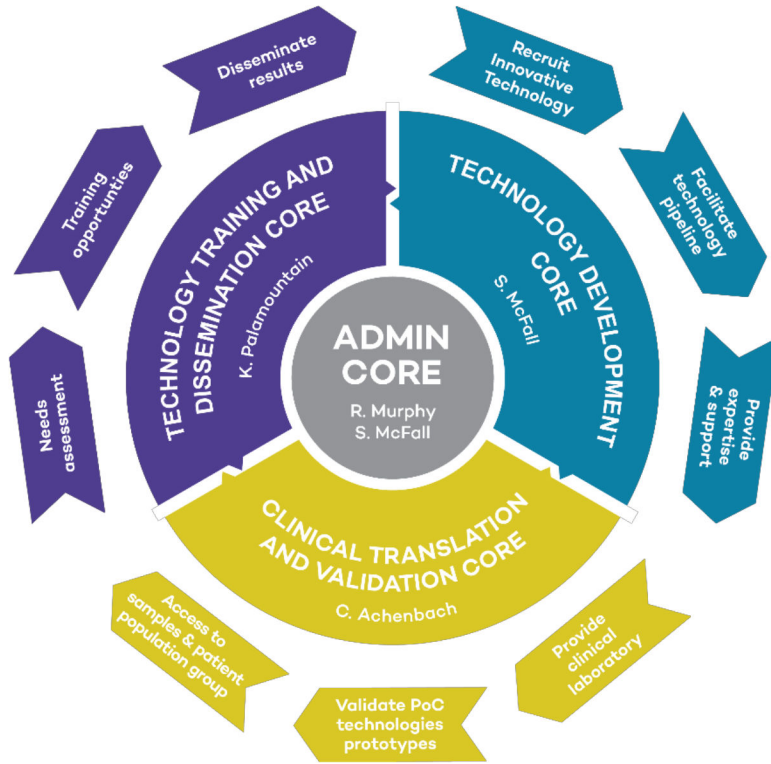 Disseminate
results
Recruit
Innovative
Technology
Training
opportunties
Facilitate
technology
pipeline
TECHNOLOGY TRAINING AND
DISSEMINATION CORE
K. Palamountain
TECHNOLOGY DEVELOPMENT
CORE
S. McFall
ADMIN
CORE
R. Murphy
S. McFall
Needs
assessment
Provide
expertise
& support
CLINICAL TRANSLATION
AND VALIDATION CORE
C. Achenbach
Access to
samples & patient
population group
Provide
clinical
laboratory
Validate PoC
technologies
prototypes